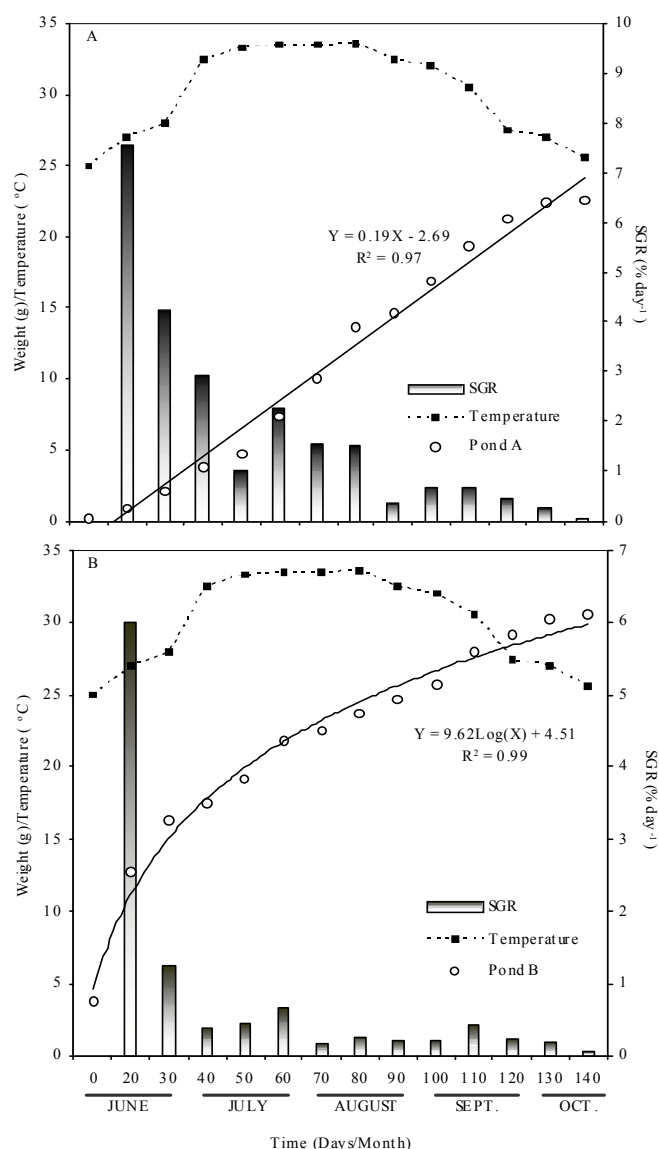 A
35
30
25
20
15
10
5
0
Weight (g)/Temperature ( °C)
10
9
8
7
6
5
4
3
2
1
0
SGR (% day-1)
Y = 0.19X - 2.69
R² = 0.97
SGR
Temperature
Pond A
B
35
30
25
20
15
10
5
0
Weight (g)/Temperature ( °C)
7
6
5
4
3
2
1
0
SGR (% day-1)
Y = 9.62Log(X) + 4.51
R² = 0.99
SGR
Temperature
Pond B
0 20 30 40 50 60 70 80 90 100 110 120 130 140
JUNE JULY AUGUST SEPT. OCT.
Time (Days/Month)